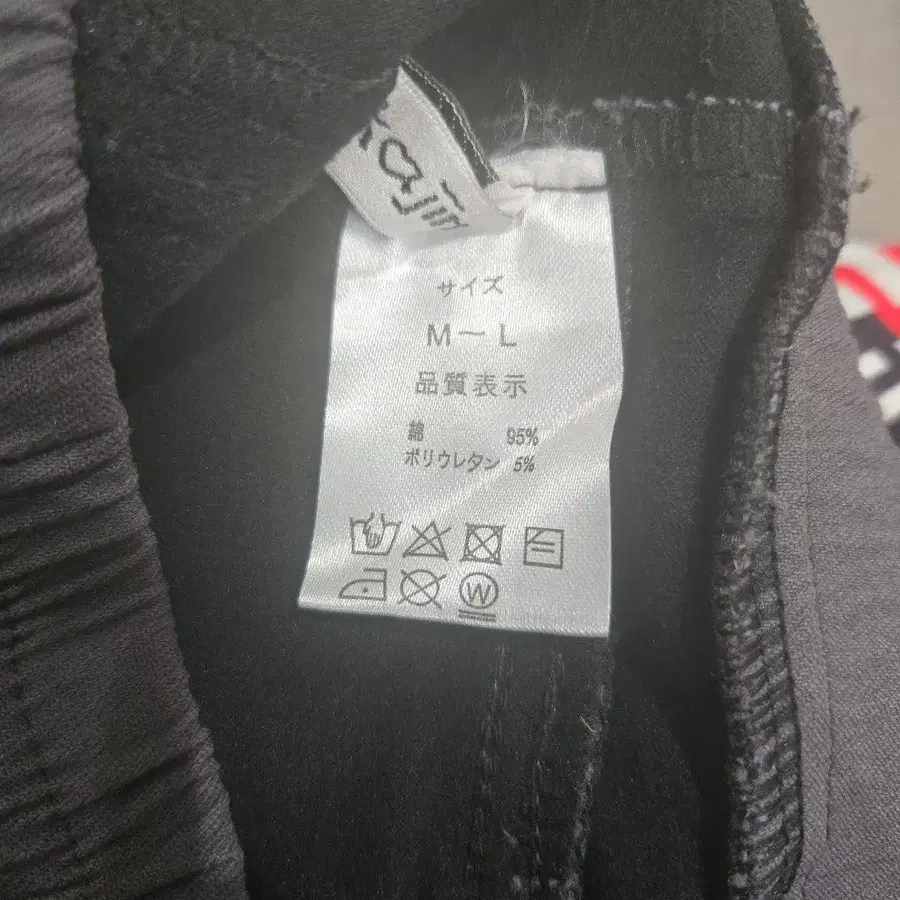 サイズ
M～L
品質表示
綿 95%
ポリウレタン 5%
W